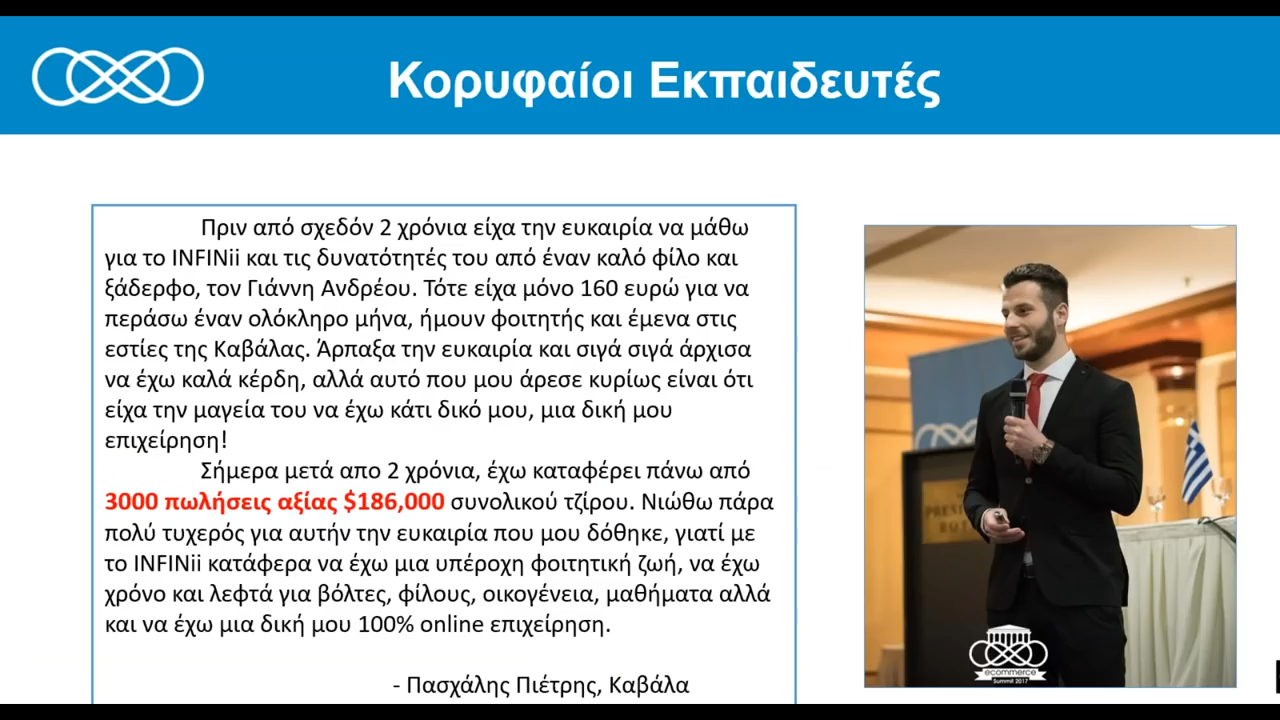 Κορυφαίοι Εκπαιδευτές
Πριν από σχεδόν 2 χρόνια είχα την ευκαιρία να μάθω
για το INFINii και τις δυνατότητές του από έναν καλό φίλο και
ξάδερφο, τον Γιάννη Ανδρέου. Τότε είχα μόνο 160 ευρώ για να
περάσω έναν ολόκληρο μήνα, ήμουν φοιτητής και έμενα στις
εστίες της Καβάλας. Άρπαξα την ευκαιρία και σιγά σιγά άρχισα
να έχω καλά κέρδη, αλλά αυτό που μου άρεσε κυρίως είναι ότι
είχα την μαγεία του να έχω κάτι δικό μου, μια δική μου
επιχείρηση!
Σήμερα μετά απο 2 χρόνια, έχω καταφέρει πάνω από
3000 πωλήσεις αξίας $186,000 συνολικού τζίρου. Νιώθω πάρα
πολύ τυχερός για αυτήν την ευκαιρία που μου δόθηκε, γιατί με
το INFINii κατάφερα να έχω μια υπέροχη φοιτητική ζωή, να έχω
χρόνο και λεφτά για βόλτες, φίλους, οικογένεια, μαθήματα αλλά
και να έχω μια δική μου 100% online επιχείρηση.
- Πασχάλης Πιέτρης, Καβάλα
ecommerce
Summit 2017